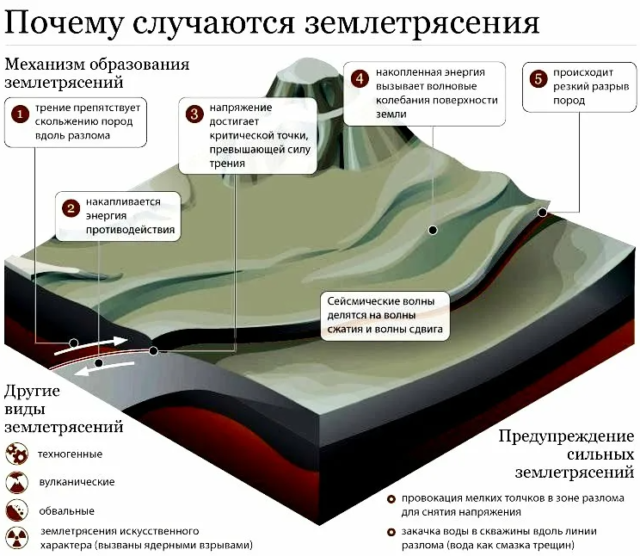 Почему случаются землетрясения
Механизм образования
землетрясений
1
трение препятствует
скольжению пород
вдоль разлома
2
накапливается
энергия
противодействия
3
напряжение
достигает
критической точки,
превышающей силу
трения
4
накопленная энергия
вызывает волновые
колебания поверхности
земли
5
происходит
резкий разрыв
пород
Сейсмические волны
делятся на волны
сжатия и волны сдвига
Другие
виды
землетрясений
техногенные
вулканические
обвальные
землетрясения искусственного
характера (вызваны ядерными взрывами)
Предупреждение
сильных
землетрясений
провокация мелких толчков в зоне разлома
для снятия напряжения
закачка воды в скважины вдоль линии
разлома (вода как смазка трещин)